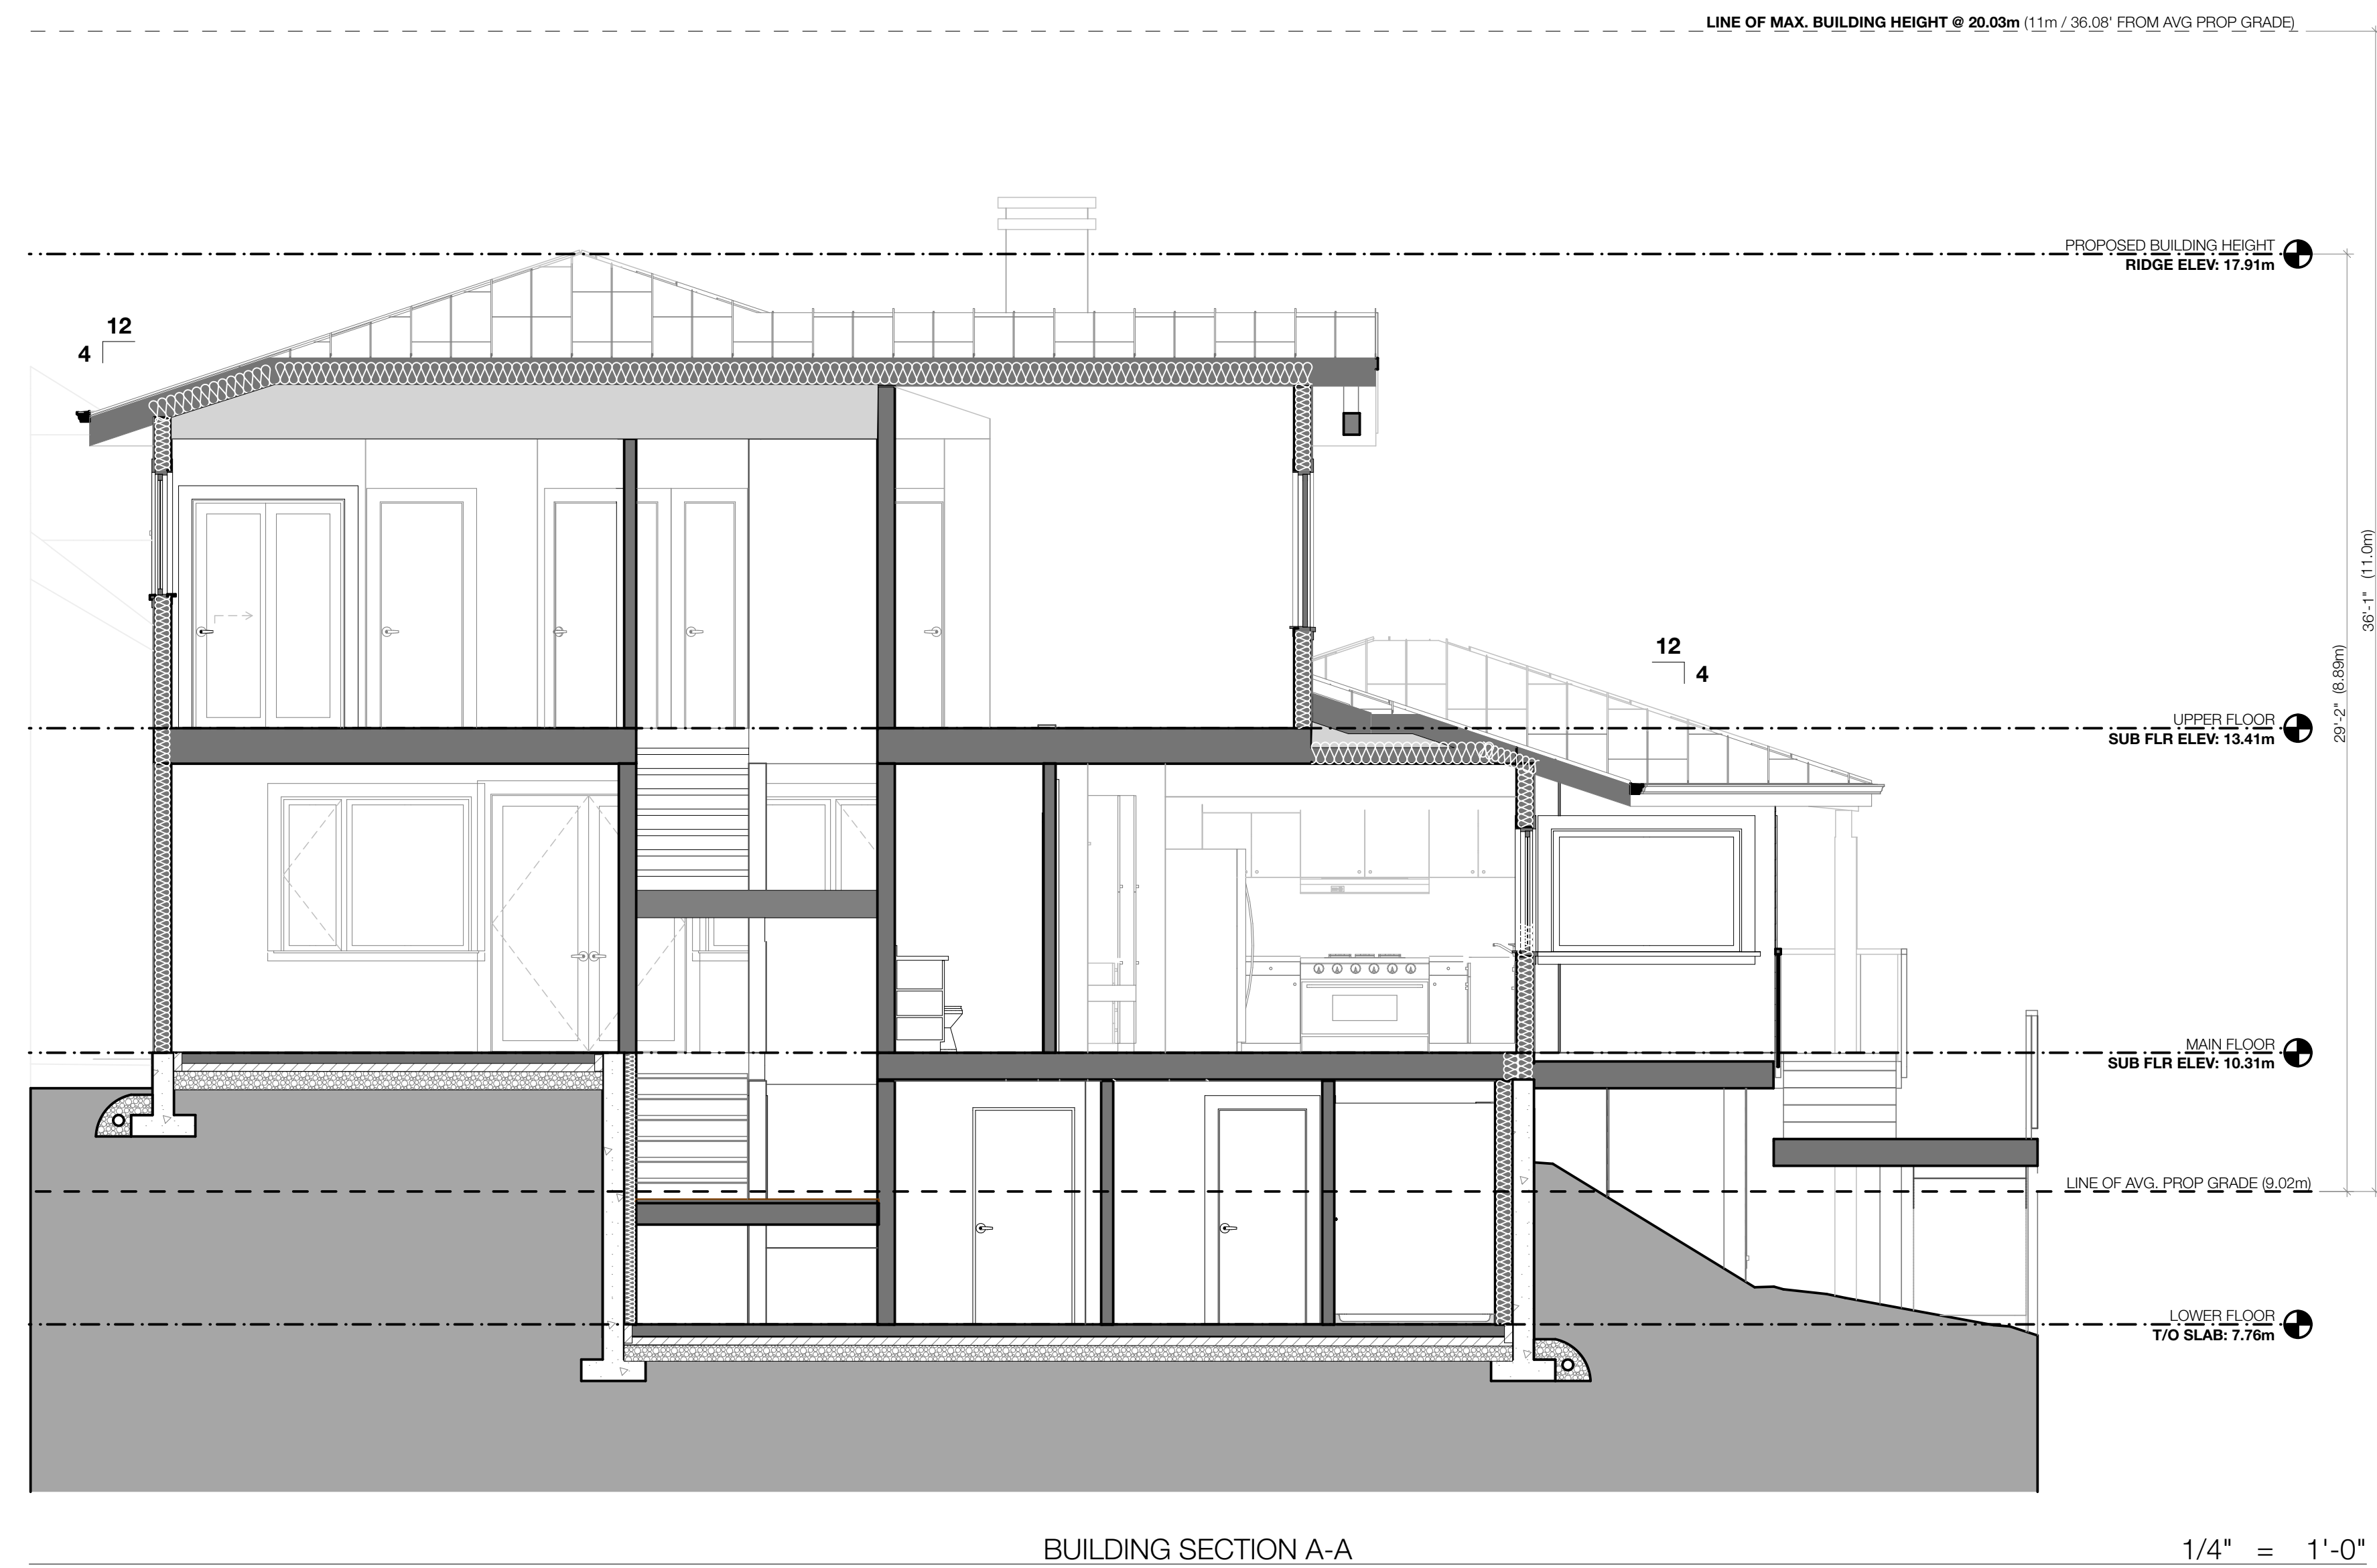 LINE OF MAX. BUILDING HEIGHT @ 20.03m (11m / 36.08' FROM AVG PROP GRADE)
PROPOSED BUILDING HEIGHT
RIDGE ELEV: 17.91m
12
4
36'-1" (11.0m)
29'-2" (8.89m)
12
4
UPPER FLOOR
SUB FLR ELEV: 13.41m
MAIN FLOOR
SUB FLR ELEV: 10.31m
LINE OF AVG. PROP GRADE (9.02m)
LOWER FLOOR
T/O SLAB: 7.76m
BUILDING SECTION A-A
1/4" = 1'-0"